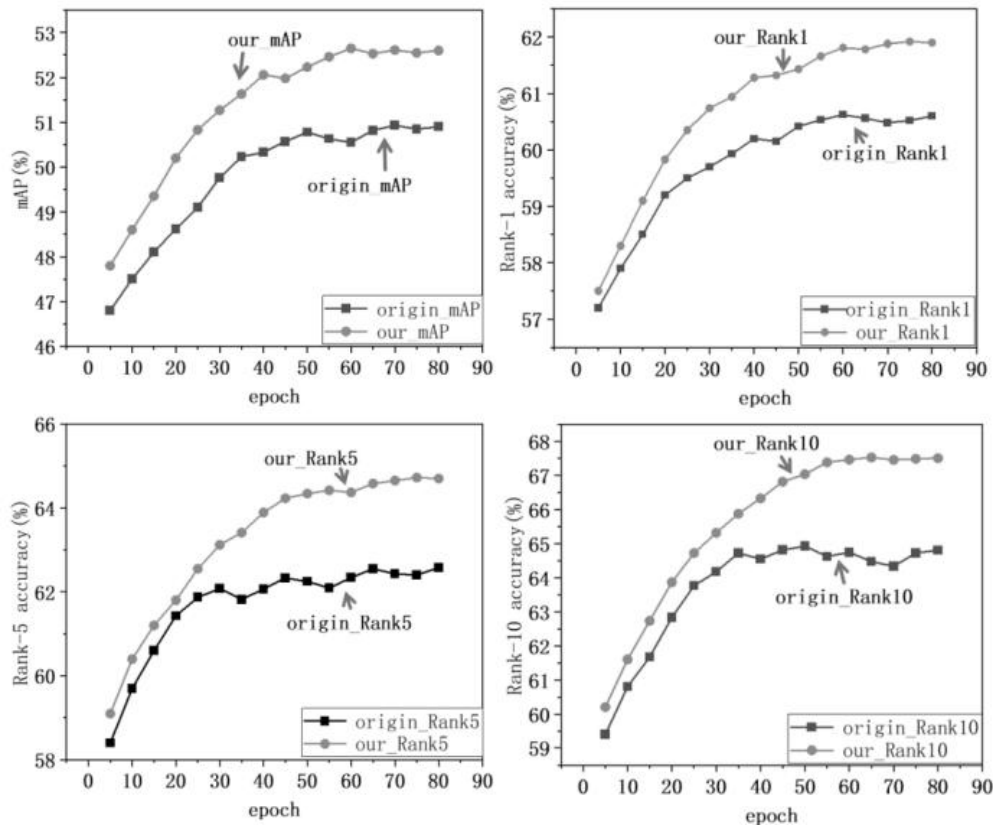 53
52
51
50
49
48
47
46
mAP(%)
our_mAP
origin_mAP
origin_mAP
our_mAP
0 10 20 30 40 50 60 70 80 90
epoch
62
61
60
59
58
57
Rank-1 accuracy(%)
our_Rank1
origin_Rank1
origin_Rank1
our_Rank1
0 10 20 30 40 50 60 70 80 90
epoch
66
64
62
60
58
Rank-5 accuracy(%)
our_Rank5
origin_Rank5
origin_Rank5
our_Rank5
0 10 20 30 40 50 60 70 80 90
epoch
68
67
66
65
64
63
62
61
60
59
Rank-10 accuracy(%)
our_Rank10
origin_Rank10
origin_Rank10
our_Rank10
0 10 20 30 40 50 60 70 80 90
epoch